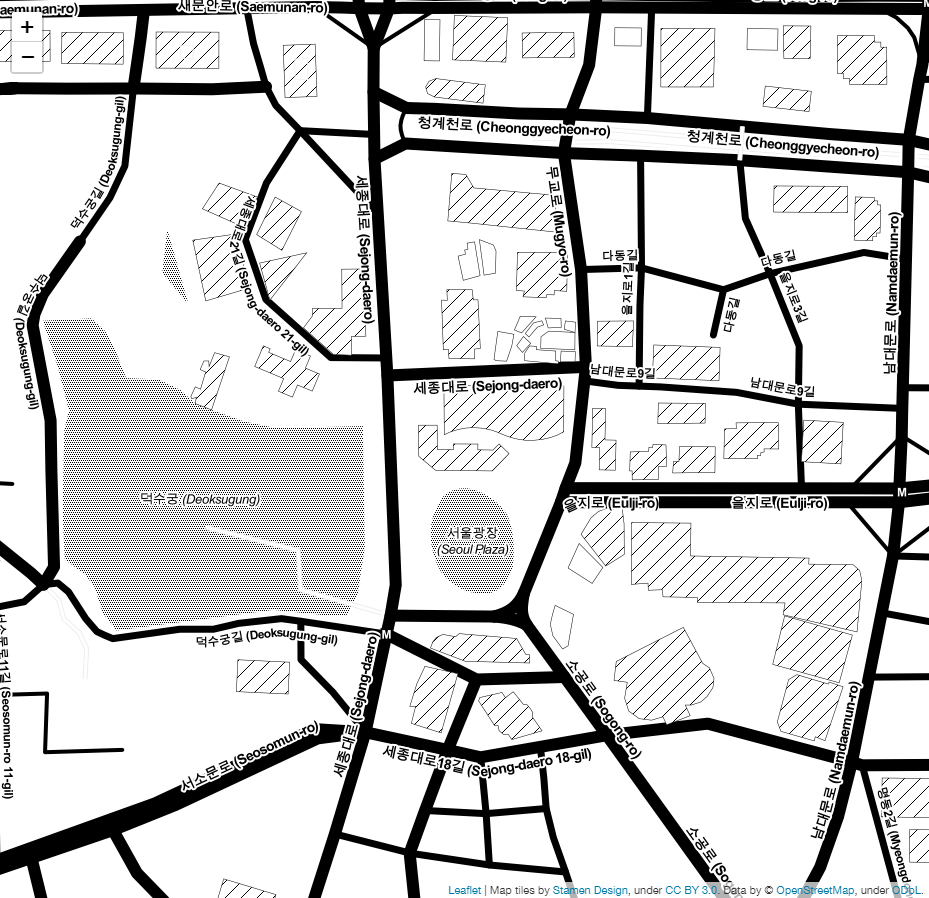 aemunan-ro)
새문안로 (Saemunan-ro)
+
−
청계천로 (Cheonggyecheon-ro)
청계천로 (Cheonggyecheon-ro)
덕수궁길 (Deoksugung-gil)
덕수궁길 (Deoksugung-gil)
세종대로21길 (Sejong-daero 21-gil)
세종대로 (Sejong-daero)
무교로 (Mugyo-ro)
다동길
을지로1길
다동길
다동길
을지로3길
남대문로 (Namdaemun-ro)
남대문로9길
남대문로9길
세종대로 (Sejong-daero)
덕수궁 (Deoksugung)
을지로 (Eulji-ro)
을지로 (Eulji-ro)
M
서울광장
(Seoul Plaza)
덕수궁길 (Deoksugung-gil)
M
세종대로 (Sejong-daero)
서소문로11길 (Seosomun-ro 11-gil)
서소문로 (Seosomun-ro)
세종대로18길 (Sejong-daero 18-gil)
소공로 (Sogong-ro)
남대문로 (Namdaemun-ro)
명동2길 (Myeongd
소공로 (So
Leaflet | Map tiles by Stamen Design, under CC BY 3.0. Data by © OpenStreetMap, under ODbL.